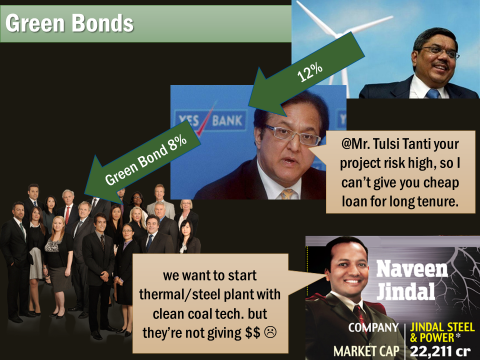 Green Bonds
12%
YES BANK
Green Bond 8%
@Mr. Tulsi Tanti your
project risk high, so I
can't give you cheap
loan for long tenure.
we want to start
thermal/steel plant with
clean coal tech. but
they're not giving $$ ☹
Naveen
Jindal
COMPANY JINDAL STEEL
& POWER*
MARKET CAP 22,211 cr